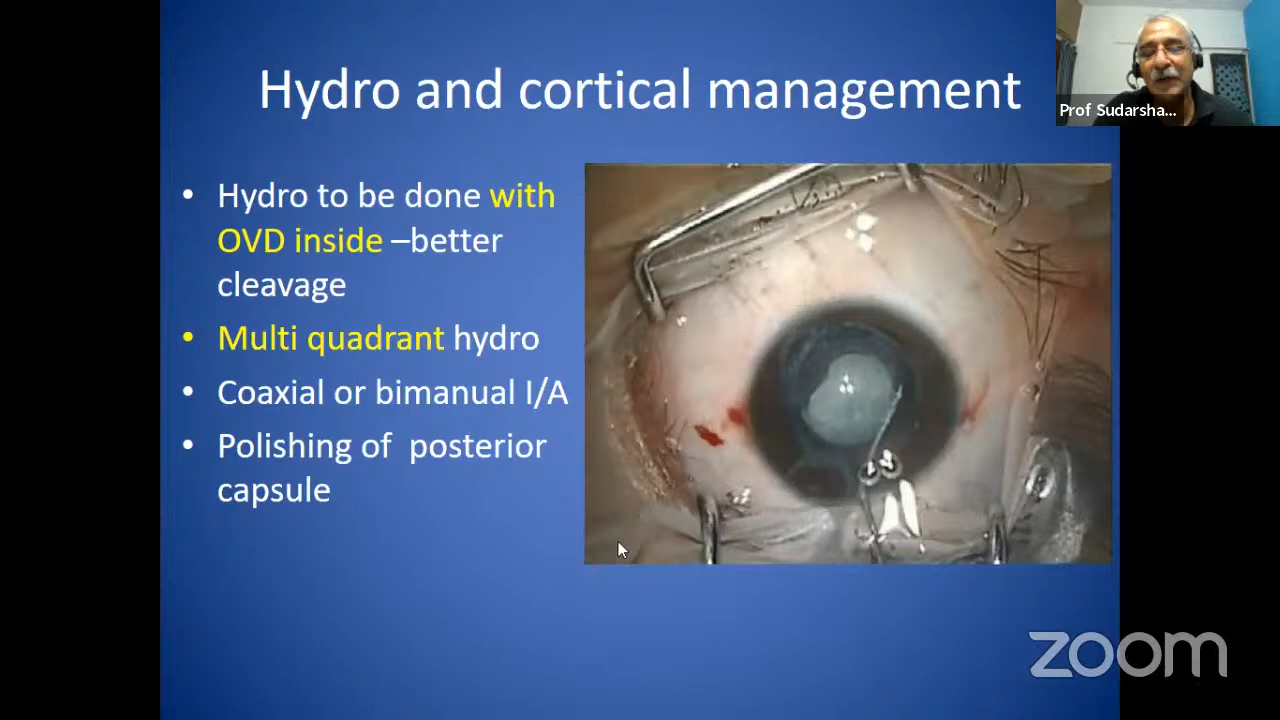 Hydro and cortical management
Prof Sudarsha...
• Hydro to be done with
OVD inside –better
cleavage
• Multi quadrant hydro
• Coaxial or bimanual I/A
• Polishing of posterior
capsule
zoom